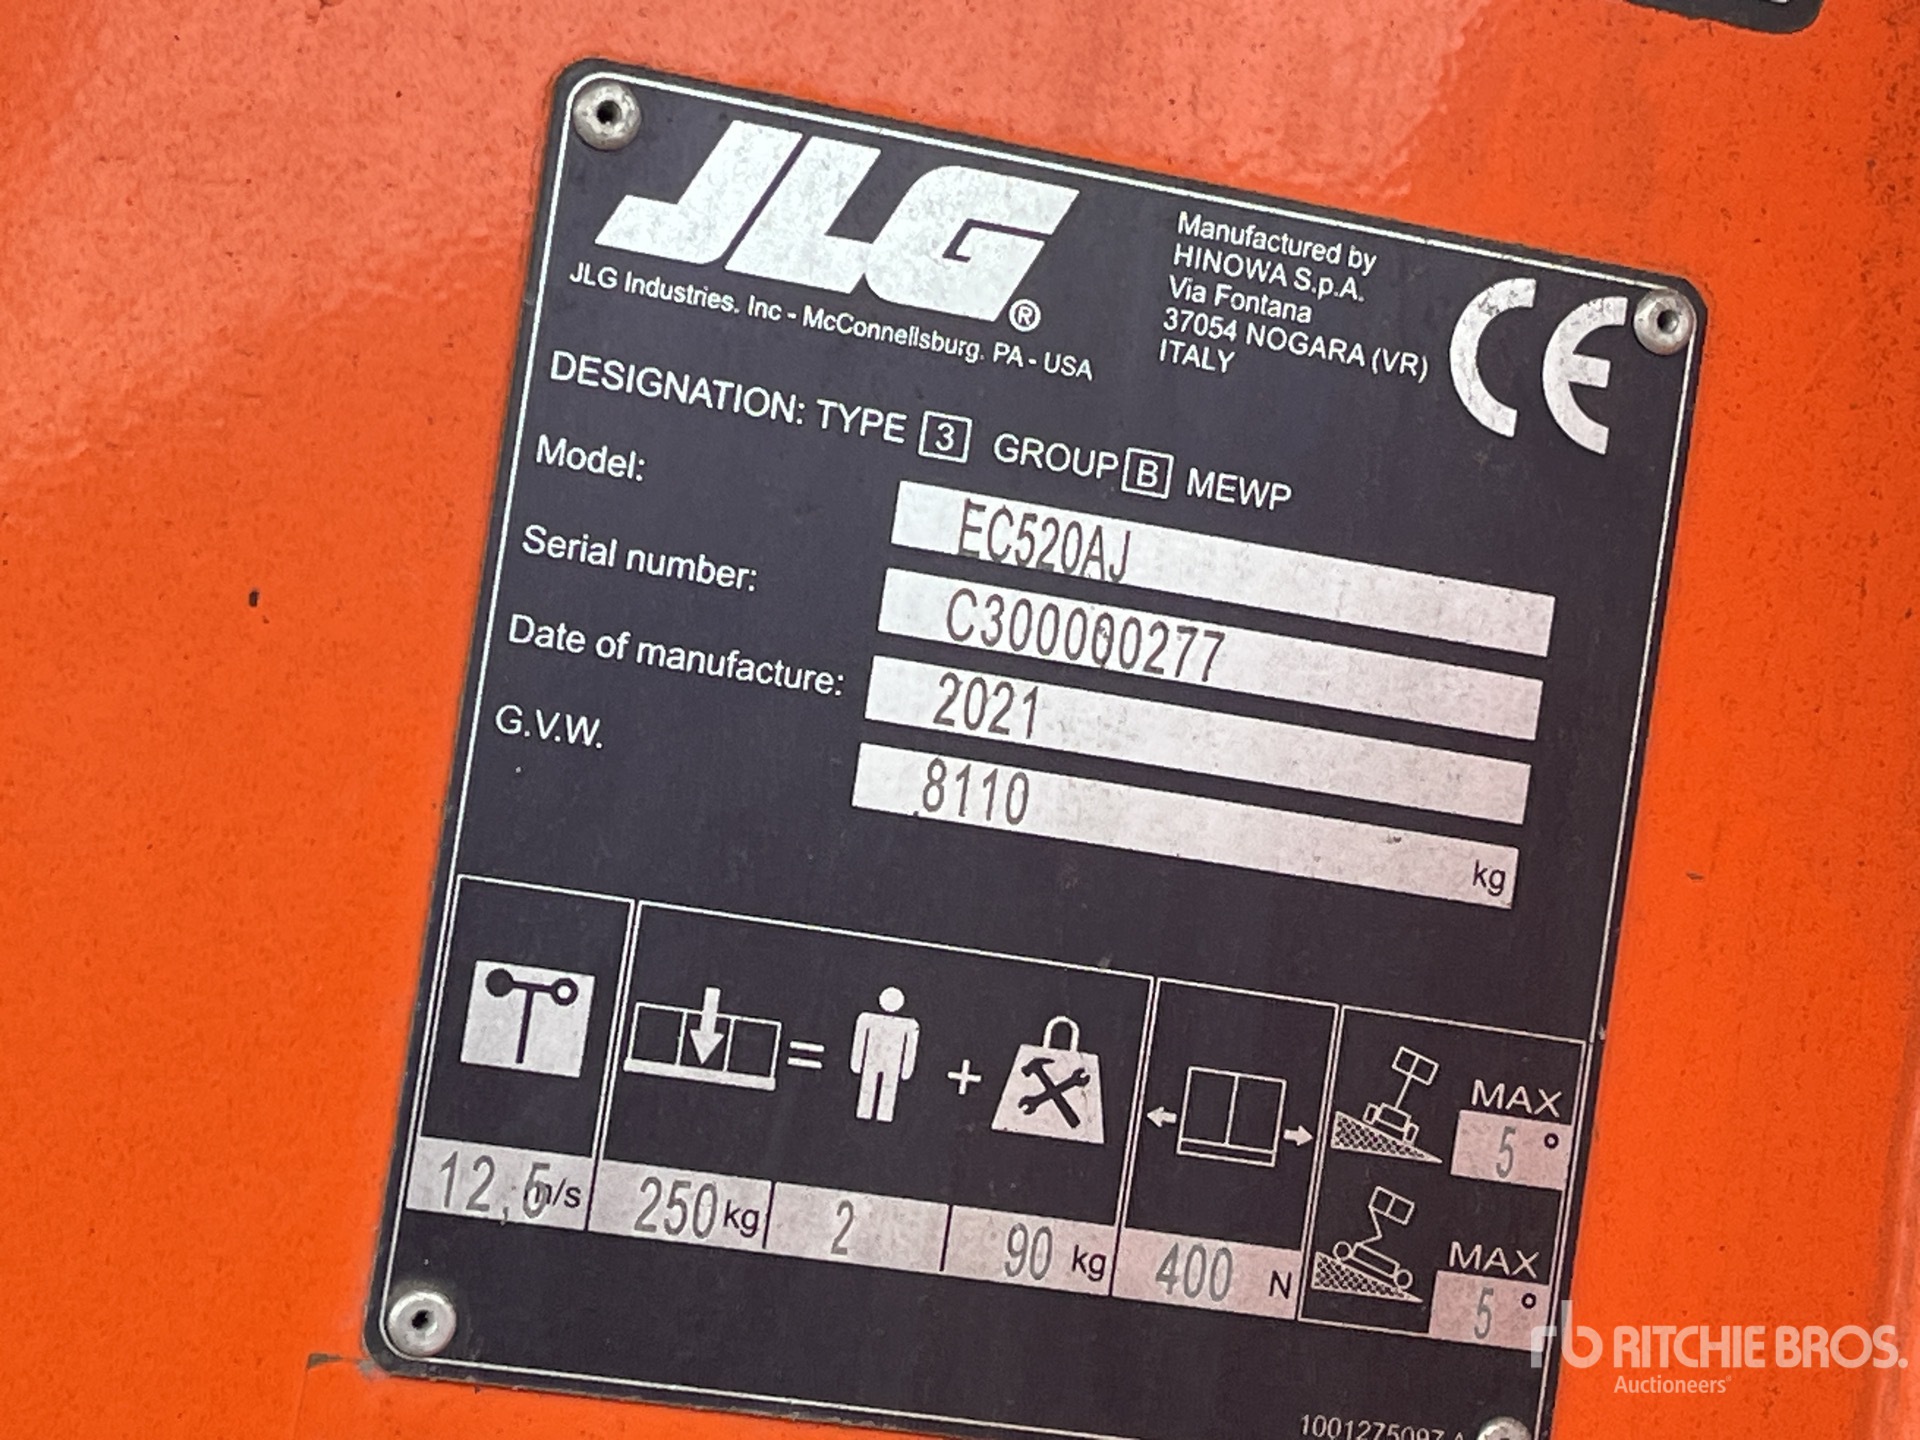 JLG®
JLG Industries. Inc - McConnellsburg. PA - USA
Manufactured by
HINOWA S.p.A.
Via Fontana
37054 NOGARA (VR)
ITALY
CE
DESIGNATION: TYPE 3 GROUP B MEWP
Model: EC520AJ
Serial number: C300000277
Date of manufacture: 2021
G.V.W. 8110 kg
= +
MAX
5°
12,5 m/s 250 kg 2 90 kg 400 N
MAX
5°
rb RITCHIE BROS.
Auctioneers
1001275097 A